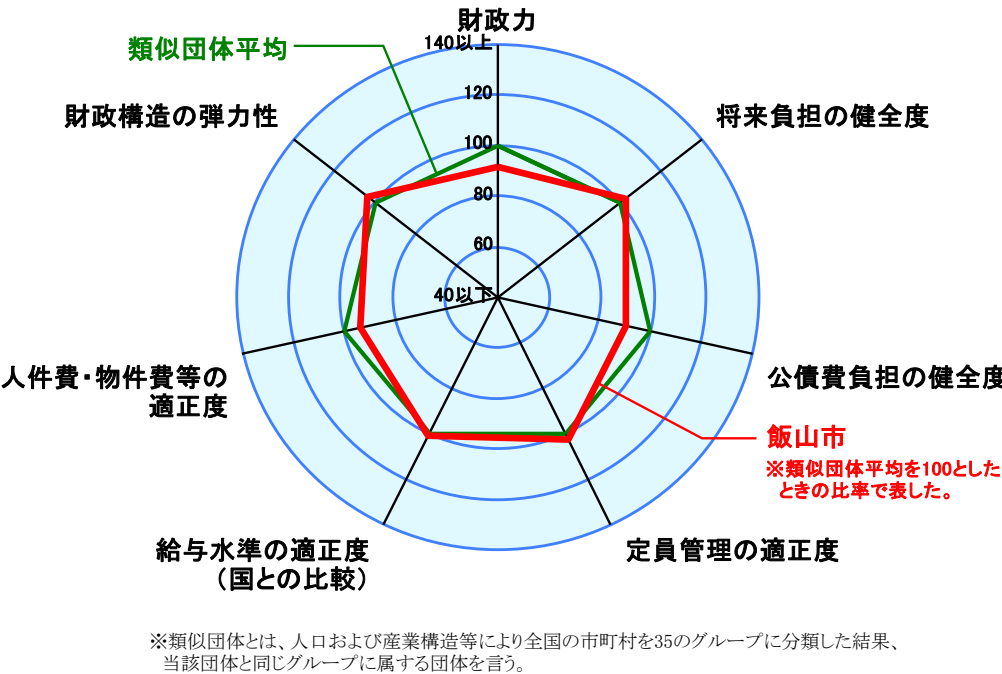 財政力
140以上
類似団体平均
120
財政構造の弾力性
将来負担の健全度
100
80
60
40以下
人件費・物件費等の
適正度
公債費負担の健全度
飯山市
※類似団体平均を100とした
ときの比率で表した。
給与水準の適正度
（国との比較）
定員管理の適正度
※類似団体とは、人口および産業構造等により全国の市町村を35のグループに分類した結果、
当該団体と同じグループに属する団体を言う。